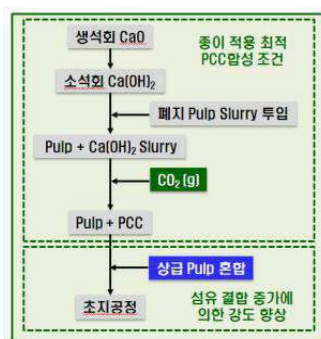 생석회 CaO
종이 적용 최적
PCC합성 조건
소석회 Ca(OH)₂
폐지 Pulp Slurry 투입
Pulp + Ca(OH)₂ Slurry
CO₂ (g)
Pulp + PCC
상급 Pulp 혼합
초지공정
섬유 결합 증가에
의한 강도 향상